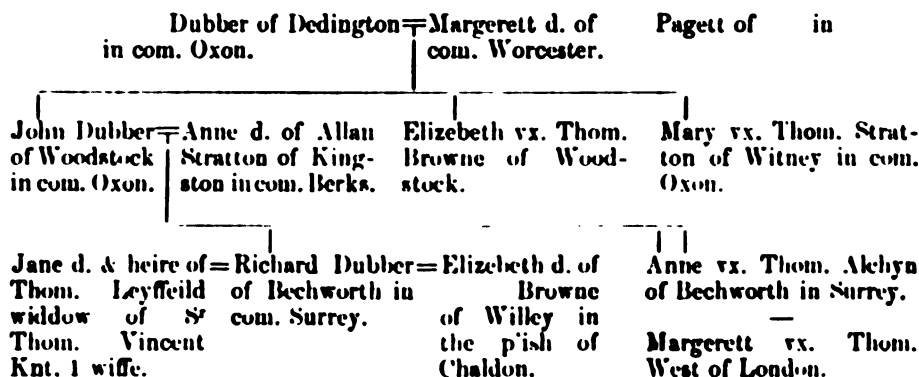 Dubber of Dedington = Margerett d. of Pagett of in
in com. Oxon. com. Worcester.
John Dubber = Anne d. of Allan
of Woodstock Stratton of King-
in com. Oxon. ston in com. Berks.
Elizebeth vx. Thom.
Browne of Wood-
stock.
Mary vx. Thom. Strat-
ton of Witney in com.
Oxon.
Jane d. & heire of =
Thom. Leyffeild
widdow of Sr
Thom. Vincent
Knt. 1 wiffe.
Richard Dubber =
of Bechworth in
com. Surrey.
Elizebeth d. of
Browne
of Willey in
the p'ish of
Chaldon.
Anne vx. Thom. Alchyn
of Bechworth in Surrey.
—
Margerett vx. Thom.
West of London.